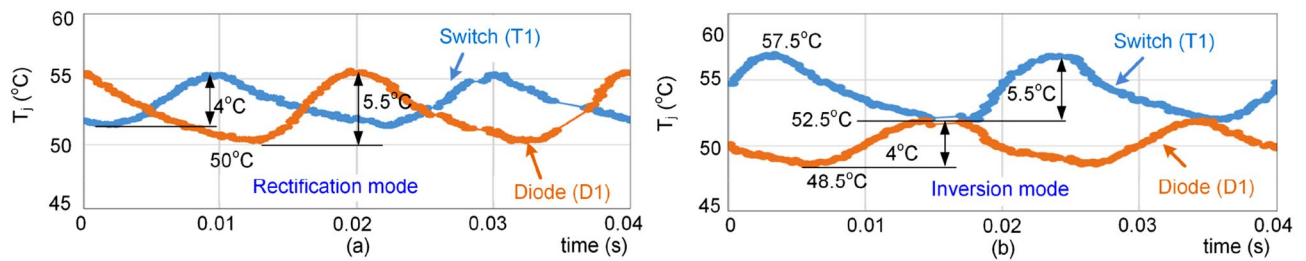 60
55
50
45
T_j (°C)
Switch (T1)
4°C
5.5°C
50°C
Rectification mode
Diode (D1)
0
0.01
0.02
0.03
0.04
(a)
time (s)
60
55
50
45
T_j (°C)
57.5°C
Switch (T1)
5.5°C
52.5°C
4°C
48.5°C
Inversion mode
Diode (D1)
0
0.01
0.02
0.03
0.04
(b)
time (s)